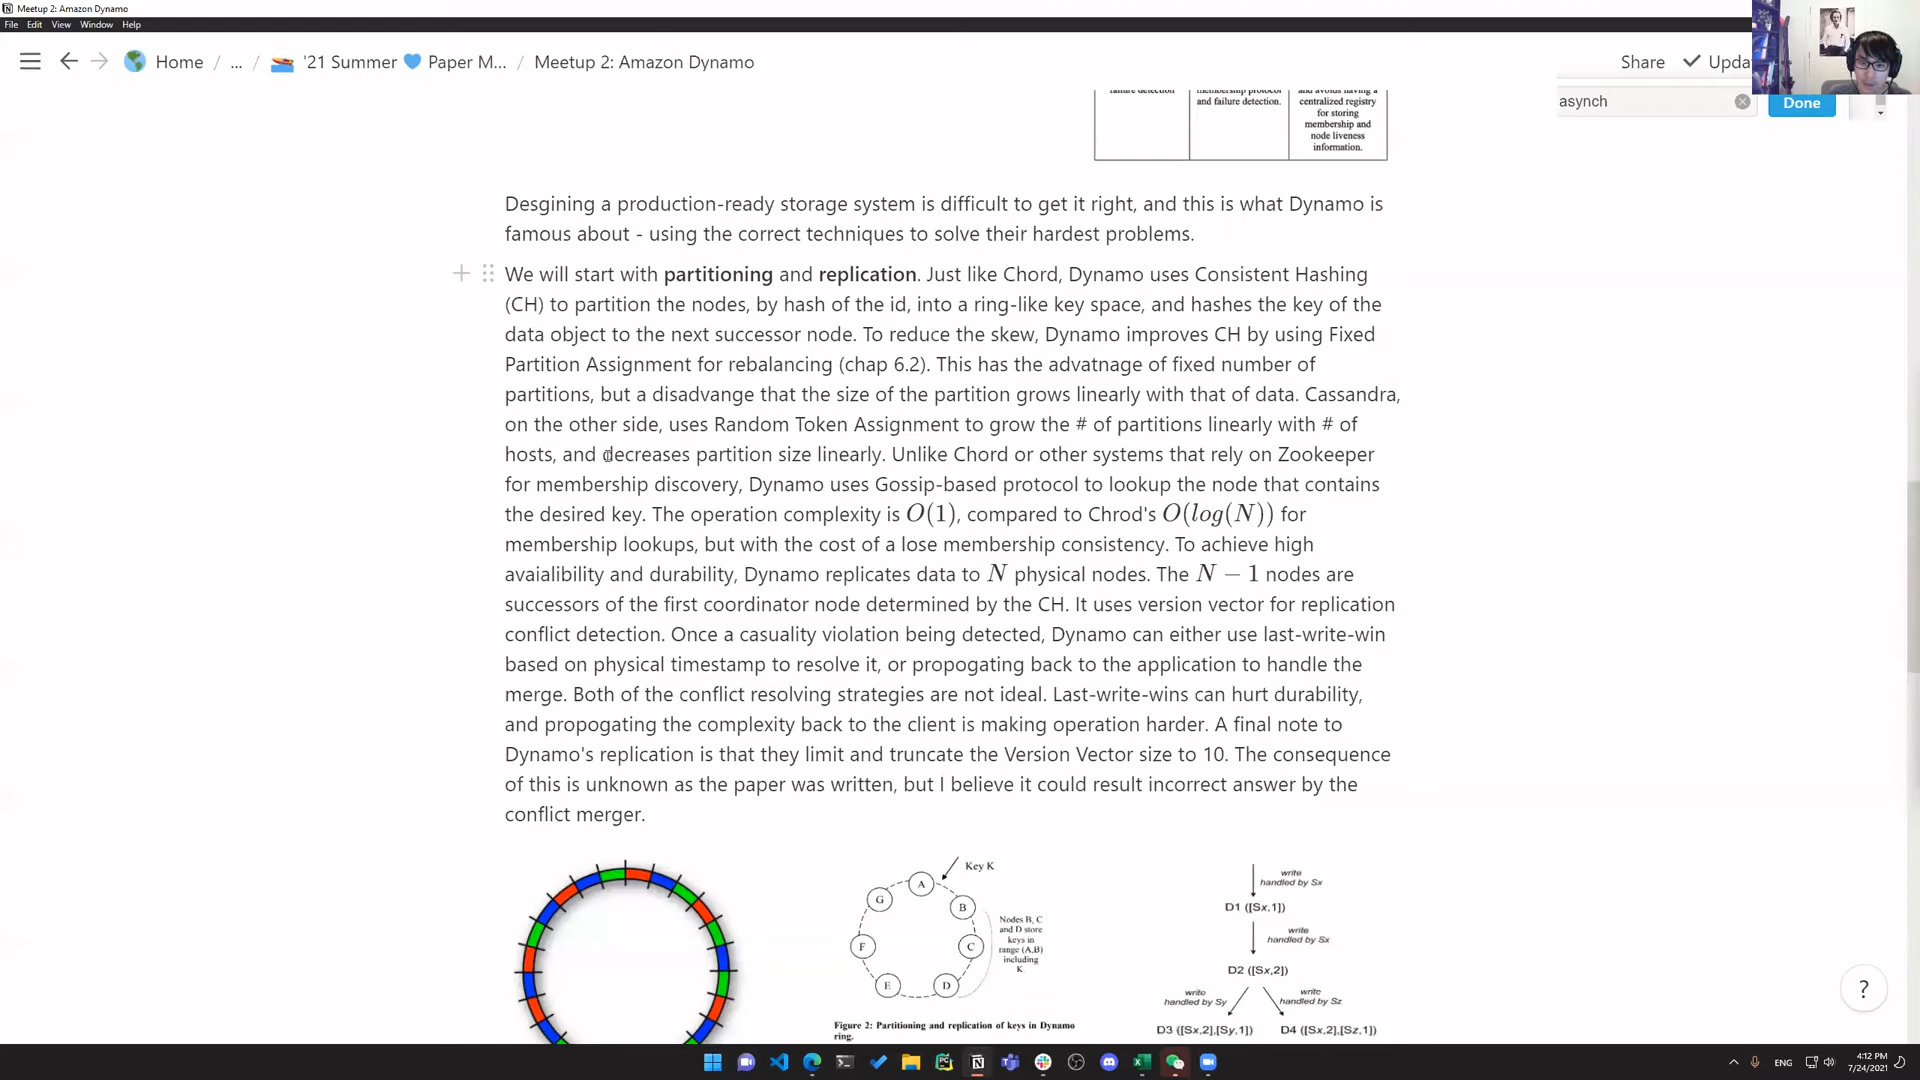 Meetup 2: Amazon Dynamo
File Edit View Window Help
Home / ... / '21 Summer 💙 Paper M... / Meetup 2: Amazon Dynamo
Share
asynch
Done
failure detection
membership protocol
and failure detection.
and avoids having a
centralized registry
for storing
membership and
node liveness
information.
Desgining a production-ready storage system is difficult to get it right, and this is what Dynamo is
famous about - using the correct techniques to solve their hardest problems.
We will start with partitioning and replication. Just like Chord, Dynamo uses Consistent Hashing
(CH) to partition the nodes, by hash of the id, into a ring-like key space, and hashes the key of the
data object to the next successor node. To reduce the skew, Dynamo improves CH by using Fixed
Partition Assignment for rebalancing (chap 6.2). This has the advatnage of fixed number of
partitions, but a disadvange that the size of the partition grows linearly with that of data. Cassandra,
on the other side, uses Random Token Assignment to grow the # of partitions linearly with # of
hosts, and decreases partition size linearly. Unlike Chord or other systems that rely on Zookeeper
for membership discovery, Dynamo uses Gossip-based protocol to lookup the node that contains
the desired key. The operation complexity is O(1), compared to Chrod's O(log(N)) for
membership lookups, but with the cost of a lose membership consistency. To achieve high
avaialibility and durability, Dynamo replicates data to N physical nodes. The N − 1 nodes are
successors of the first coordinator node determined by the CH. It uses version vector for replication
conflict detection. Once a casuality violation being detected, Dynamo can either use last-write-win
based on physical timestamp to resolve it, or propogating back to the application to handle the
merge. Both of the conflict resolving strategies are not ideal. Last-write-wins can hurt durability,
and propogating the complexity back to the client is making operation harder. A final note to
Dynamo's replication is that they limit and truncate the Version Vector size to 10. The consequence
of this is unknown as the paper was written, but I believe it could result incorrect answer by the
conflict merger.
Key K
A
B
C
D
E
F
G
Nodes B, C
and D store
keys in
range (A,B)
including
K.
Figure 2: Partitioning and replication of keys in Dynamo
ring.
write
handled by Sx
D1 ([Sx,1])
write
handled by Sx
D2 ([Sx,2])
write
handled by Sy
write
handled by Sz
D3 ([Sx,2],[Sy,1])
D4 ([Sx,2],[Sz,1])
?
ENG
4:12 PM
7/24/2021